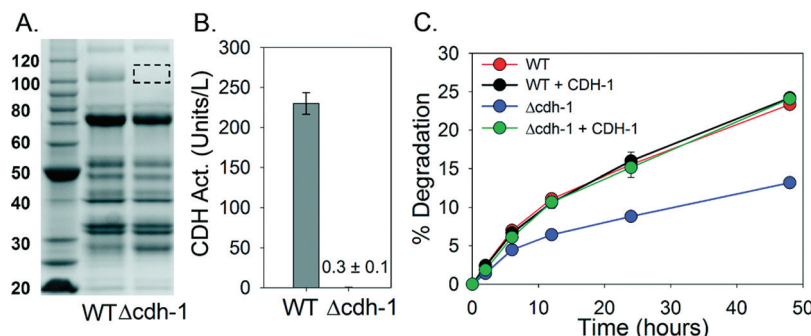 A.
120
100
80
60
50
40
30
20
WT Δcdh-1
B.
CDH Act. (Units/L)
300
250
200
150
100
50
0
0.3 ± 0.1
WT Δcdh-1
C.
% Degradation
30
25
20
15
10
5
0
WT
WT + CDH-1
Δcdh-1
Δcdh-1 + CDH-1
0 10 20 30 40 50
Time (hours)